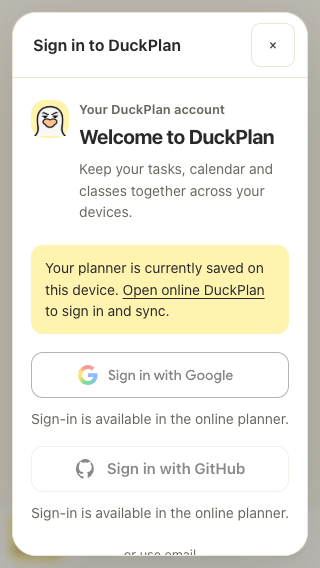 Sign in to DuckPlan
×
Your DuckPlan account
Welcome to DuckPlan
Keep your tasks, calendar and
classes together across your
devices.
Your planner is currently saved on
this device. Open online DuckPlan
to sign in and sync.
Sign in with Google
Sign-in is available in the online planner.
Sign in with GitHub
Sign-in is available in the online planner.
or use email